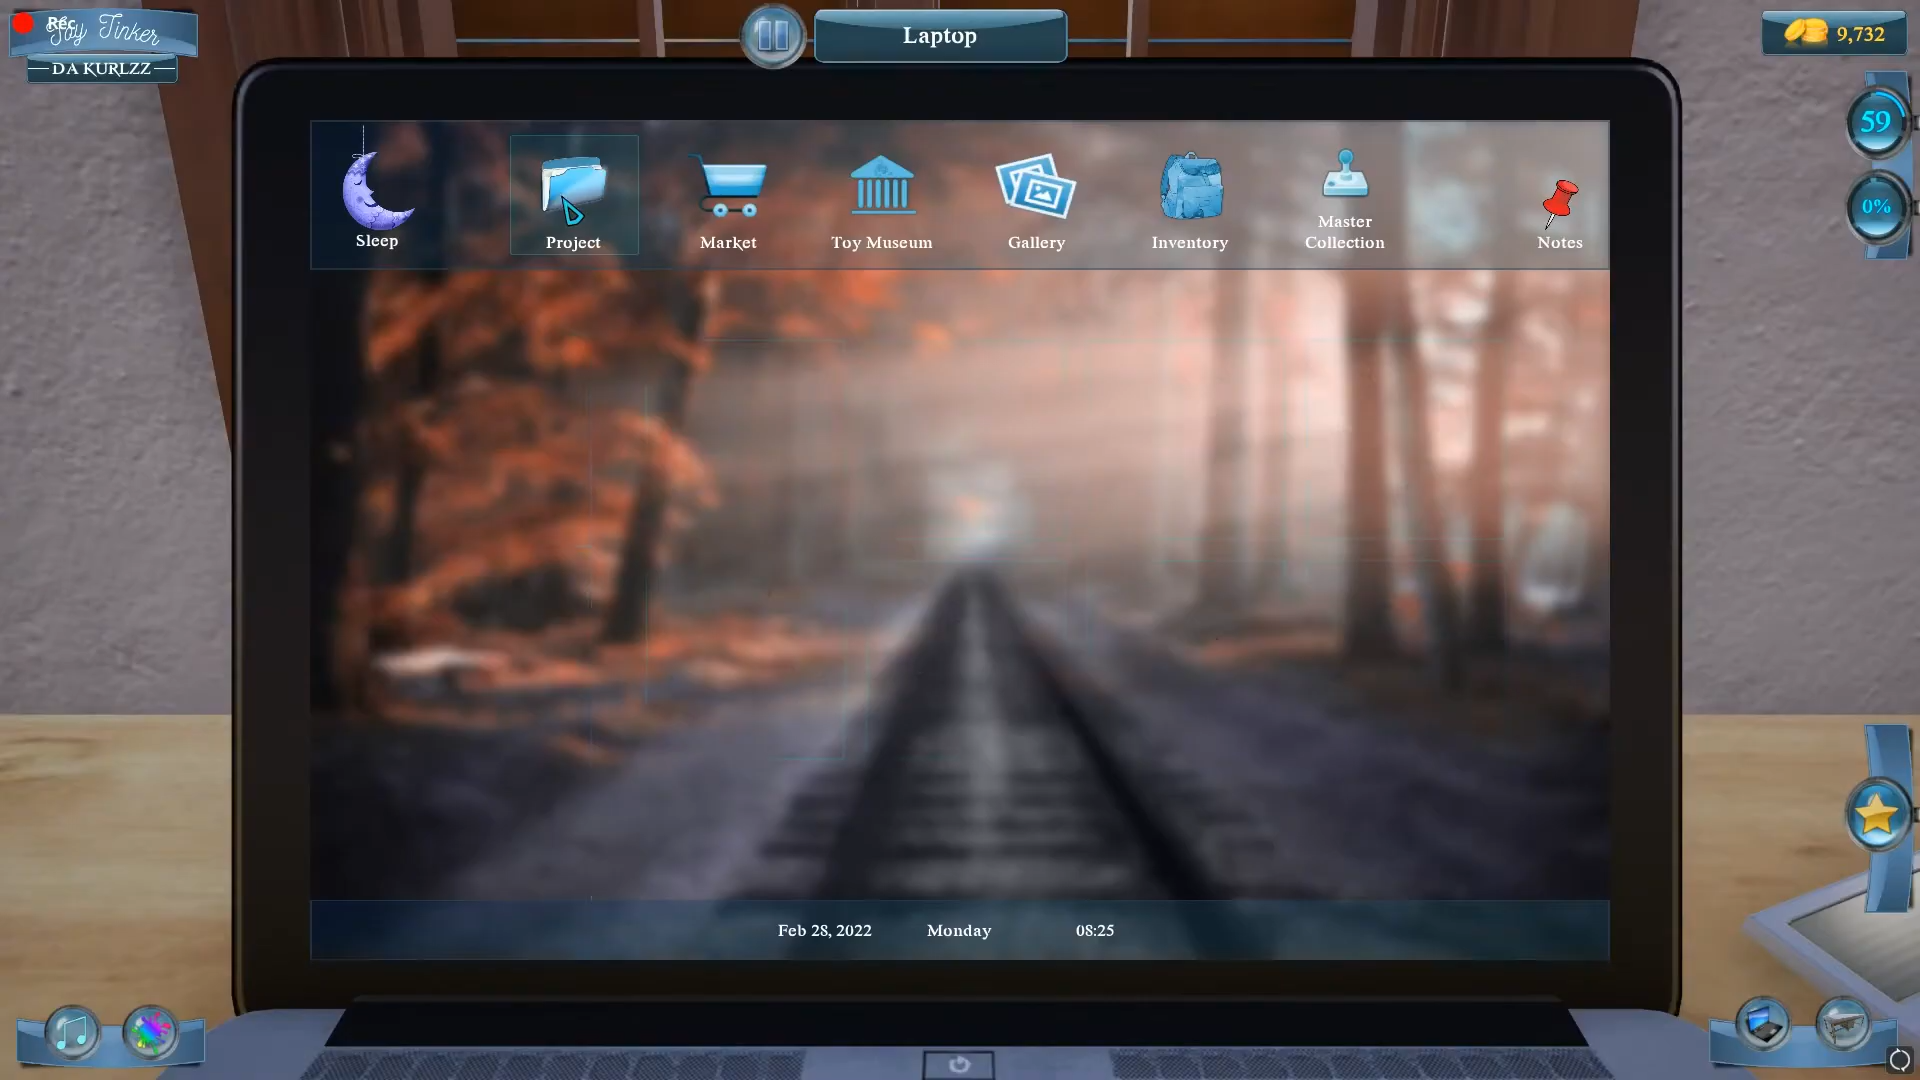 Rec
Toy Tinker
DA KURLZZ
Laptop
9,732
59
0%
Sleep
Project
Market
Toy Museum
Gallery
Inventory
Master
Collection
Notes
Feb 28, 2022 Monday 08:25